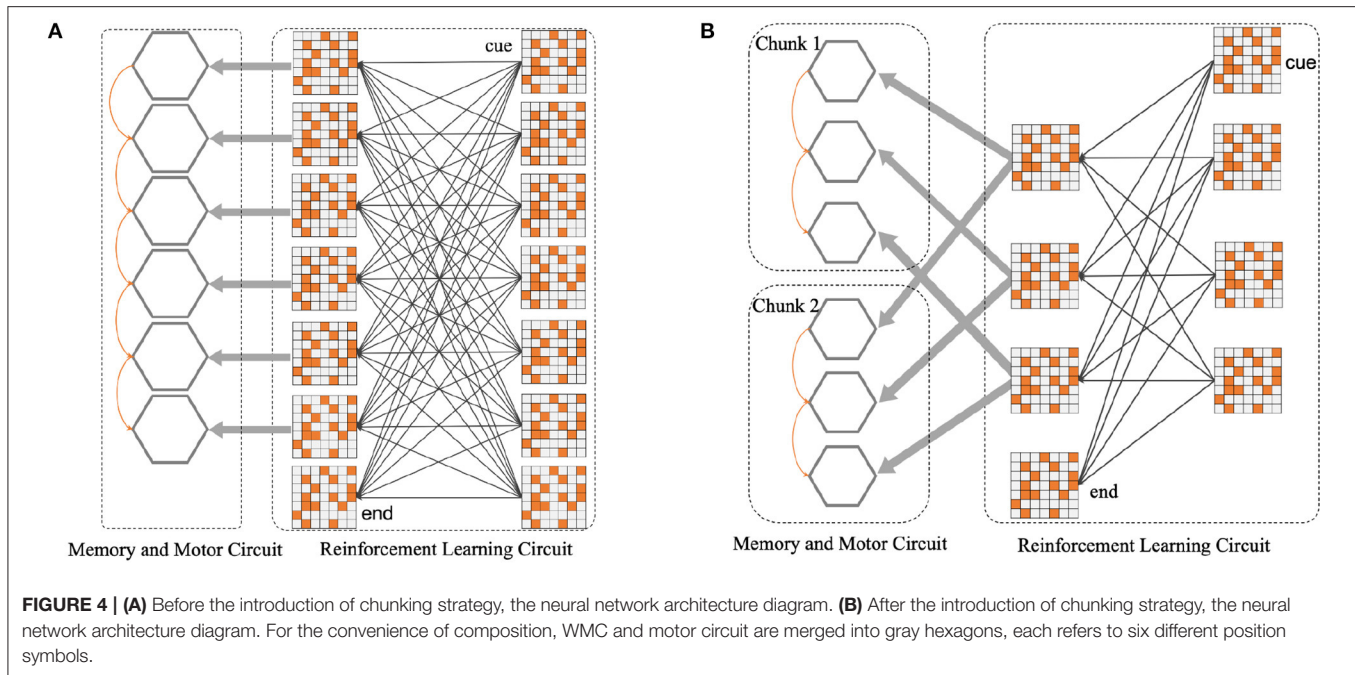 A
cue
end
Memory and Motor Circuit
Reinforcement Learning Circuit
B
Chunk 1
cue
Chunk 2
end
Memory and Motor Circuit
Reinforcement Learning Circuit
FIGURE 4 | (A) Before the introduction of chunking strategy, the neural network architecture diagram. (B) After the introduction of chunking strategy, the neural
network architecture diagram. For the convenience of composition, WMC and motor circuit are merged into gray hexagons, each refers to six different position
symbols.